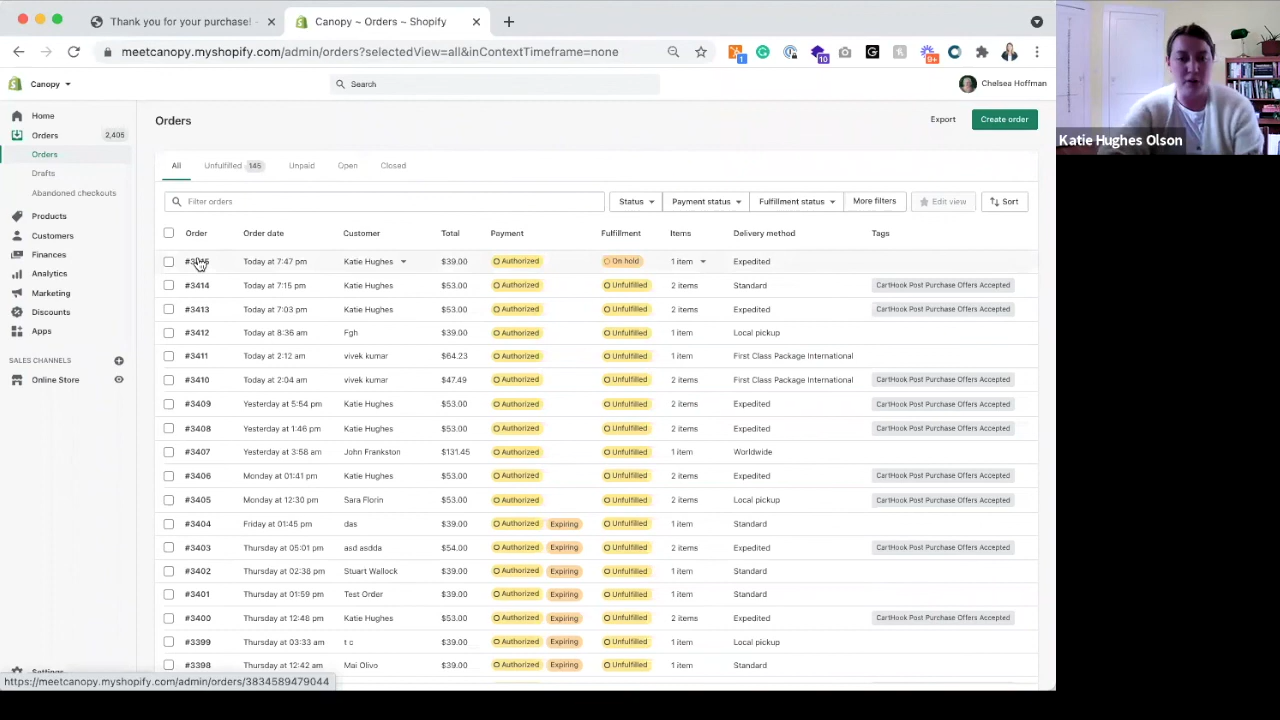 Thank you for your purchase! -
Canopy ~ Orders ~ Shopify
meetcanopy.myshopify.com/admin/orders?selectedView=all&inContextTimeframe=none
1
10
9+
Canopy
Search
Chelsea Hoffman
Katie Hughes Olson
Home
Orders 2,405
Orders
Drafts
Abandoned checkouts
Products
Customers
Finances
Analytics
Marketing
Discounts
Apps
SALES CHANNELS
Online Store
Settings
Orders
Export
Create order
All Unfulfilled 145 Unpaid Open Closed
Filter orders
Status Payment status Fulfillment status More filters Edit view Sort
Order Order date Customer Total Payment Fulfillment Items Delivery method Tags
Today at 7:47 pm Katie Hughes $39.00 Authorized On hold 1 item Expedited
#3414 Today at 7:15 pm Katie Hughes $53.00 Authorized Unfulfilled 2 items Standard CartHook Post Purchase Offers Accepted
#3413 Today at 7:03 pm Katie Hughes $53.00 Authorized Unfulfilled 2 items Expedited CartHook Post Purchase Offers Accepted
#3412 Today at 8:36 am Fgh $39.00 Authorized Unfulfilled 1 item Local pickup
#3411 Today at 2:12 am vivek kumar $64.23 Authorized Unfulfilled 1 item First Class Package International
#3410 Today at 2:04 am vivek kumar $47.49 Authorized Unfulfilled 2 items First Class Package International CartHook Post Purchase Offers Accepted
#3409 Yesterday at 5:54 pm Katie Hughes $53.00 Authorized Unfulfilled 2 items Expedited CartHook Post Purchase Offers Accepted
#3408 Yesterday at 1:46 pm Katie Hughes $53.00 Authorized Unfulfilled 2 items Expedited CartHook Post Purchase Offers Accepted
#3407 Yesterday at 3:58 am John Frankston $131.45 Authorized Unfulfilled 1 item Worldwide
#3406 Monday at 01:41 pm Katie Hughes $53.00 Authorized Unfulfilled 2 items Expedited CartHook Post Purchase Offers Accepted
#3405 Monday at 12:30 pm Sara Florin $53.00 Authorized Unfulfilled 2 items Local pickup CartHook Post Purchase Offers Accepted
#3404 Friday at 01:45 pm das $39.00 Authorized Expiring Unfulfilled 1 item Standard
#3403 Thursday at 05:01 pm asd asdda $54.00 Authorized Expiring Unfulfilled 2 items Expedited CartHook Post Purchase Offers Accepted
#3402 Thursday at 02:38 pm Stuart Wallock $39.00 Authorized Expiring Unfulfilled 1 item Standard
#3401 Thursday at 01:59 pm Test Order $39.00 Authorized Expiring Unfulfilled 1 item Standard
#3400 Thursday at 12:48 pm Katie Hughes $53.00 Authorized Expiring Unfulfilled 2 items Expedited CartHook Post Purchase Offers Accepted
#3399 Thursday at 03:33 am t c $39.00 Authorized Expiring Unfulfilled 1 item Local pickup
#3398 Thursday at 12:42 am Mai Olivo $39.00 Authorized Expiring Unfulfilled 1 item Standard
https://meetcanopy.myshopify.com/admin/orders/3834589479044